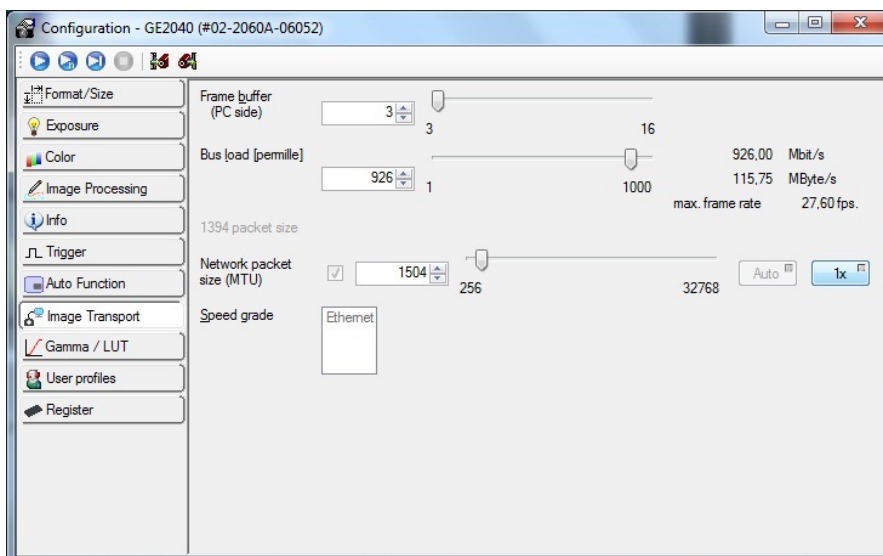 Configuration - GE2040 (#02-2060A-06052)
Format/Size
Exposure
Color
Image Processing
Info
Trigger
Auto Function
Image Transport
Gamma / LUT
User profiles
Register
Frame buffer
(PC side)
3
3
16
Bus load [permille]
926
1
1000
926,00 Mbit/s
115,75 MByte/s
max. frame rate 27,60 fps.
1394 packet size
Network packet
size (MTU)
1504
256
32768
Auto
1x
Speed grade
Ethernet